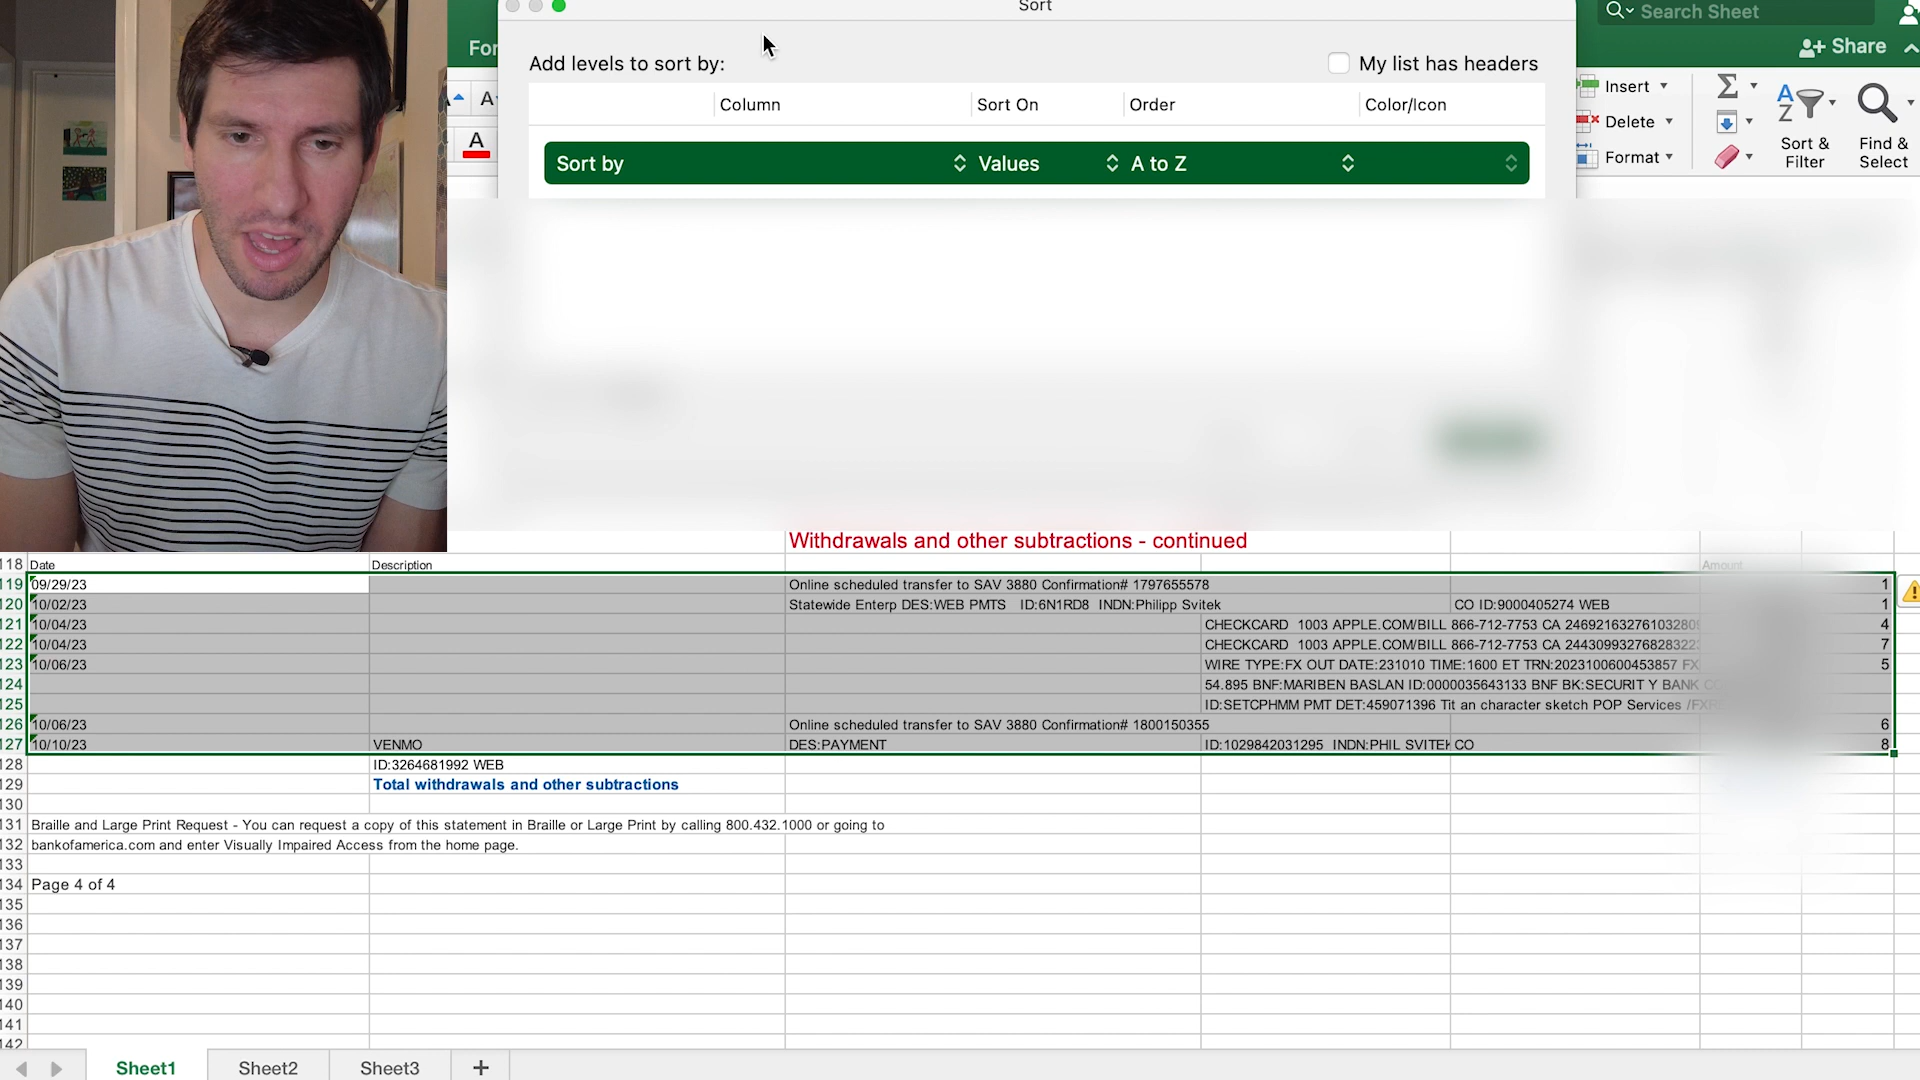 Sort
Search Sheet
For
Share
Add levels to sort by:
My list has headers
Column
Sort On
Order
Color/Icon
Sort by
Values
A to Z
A
A
Insert
Delete
Format
Sort & Filter
Find & Select
Withdrawals and other subtractions - continued
118 Date Description Amount
119 09/29/23 Online scheduled transfer to SAV 3880 Confirmation# 1797655578 1
120 10/02/23 Statewide Enterp DES:WEB PMTS ID:6N1RD8 INDN:Philipp Svitek CO ID:9000405274 WEB 1
121 10/04/23 CHECKCARD 1003 APPLE.COM/BILL 866-712-7753 CA 4
122 10/04/23 CHECKCARD 1003 APPLE.COM/BILL 866-712-7753 CA 7
123 10/06/23 WIRE TYPE:FX OUT DATE:231010 TIME:1600 ET TRN:2023100600453857 FX 5
124 54.895 BNF:MARIBEN BASLAN ID:0000035643133 BNF BK:SECURIT Y BANK
125 ID:SETCPHMM PMT DET:459071396 Tit an character sketch POP Services
126 10/06/23 Online scheduled transfer to SAV 3880 Confirmation# 1800150355 6
127 10/10/23 VENMO DES:PAYMENT ID:1029842031295 INDN:PHIL SVITEK CO 8
128 ID:3264681992 WEB
129 Total withdrawals and other subtractions
130
131 Braille and Large Print Request - You can request a copy of this statement in Braille or Large Print by calling 800.432.1000 or going to
132 bankofamerica.com and enter Visually Impaired Access from the home page.
133
134 Page 4 of 4
135
136
137
138
139
140
141
142
Sheet1 Sheet2 Sheet3 +